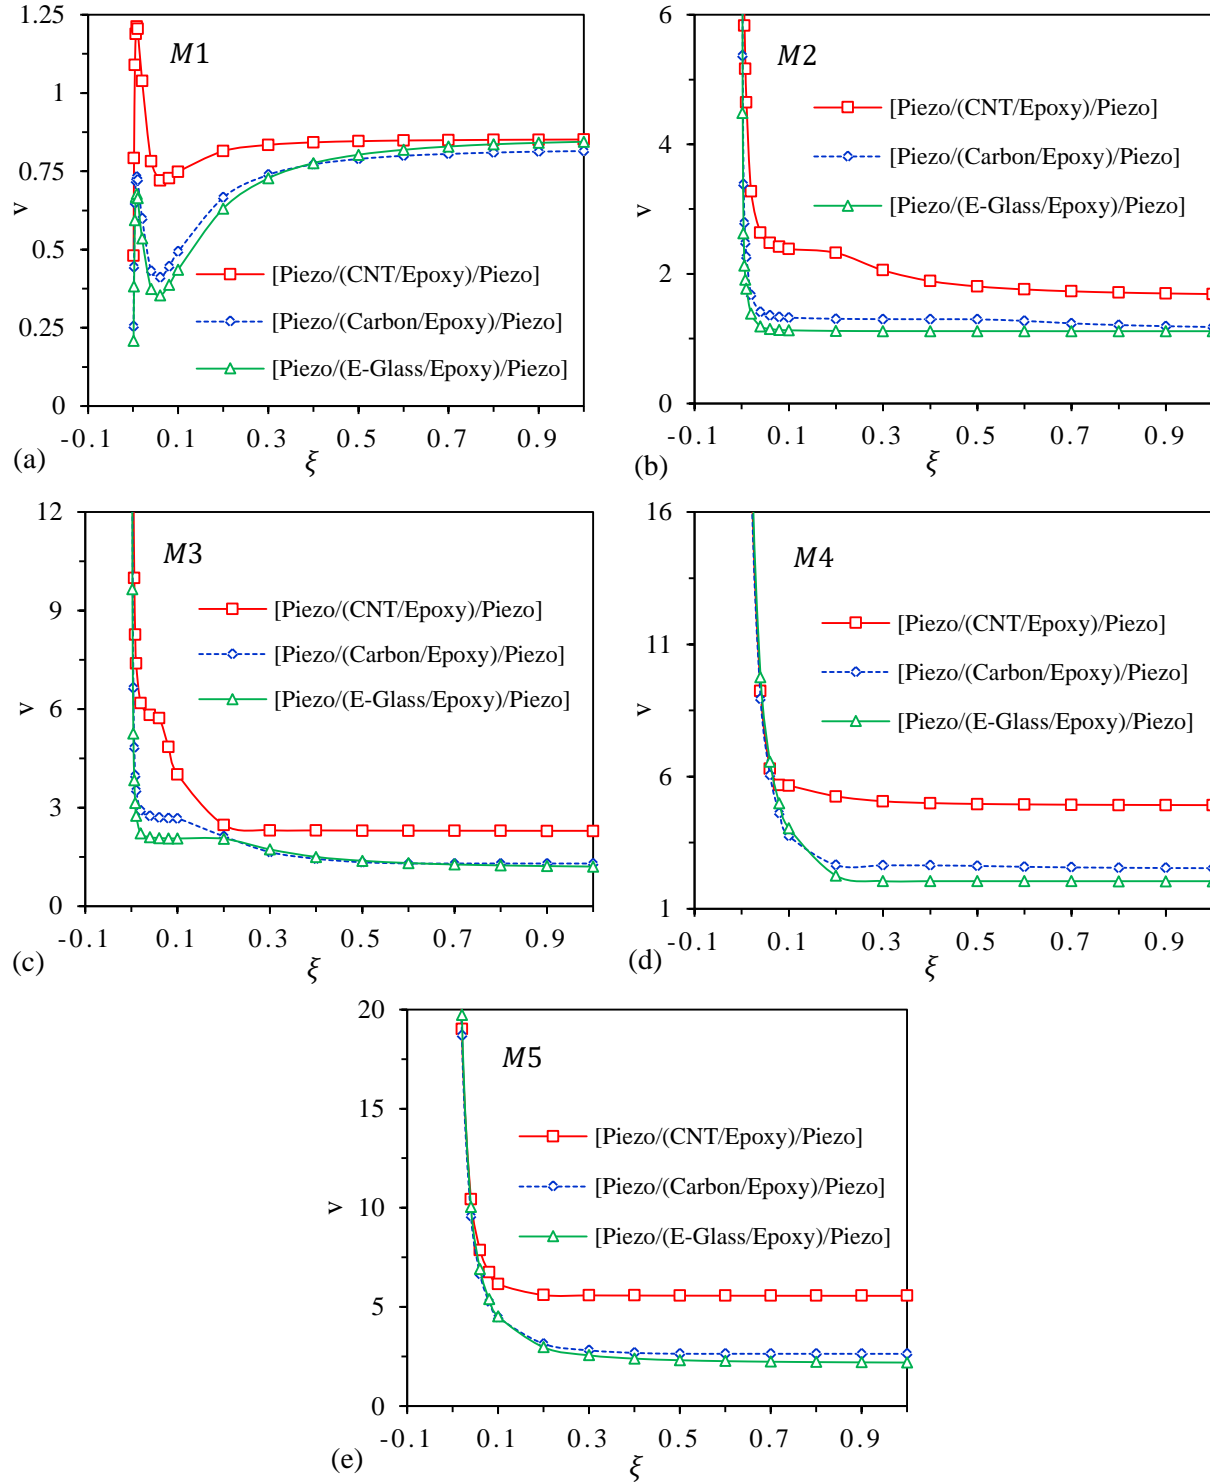 1.25
1
0.75
0.5
0.25
0
v
M1
[Piezo/(CNT/Epoxy)/Piezo]
[Piezo/(Carbon/Epoxy)/Piezo]
[Piezo/(E-Glass/Epoxy)/Piezo]
-0.1 0.1 0.3 0.5 0.7 0.9
ξ
(a)
6
4
2
0
v
M2
[Piezo/(CNT/Epoxy)/Piezo]
[Piezo/(Carbon/Epoxy)/Piezo]
[Piezo/(E-Glass/Epoxy)/Piezo]
-0.1 0.1 0.3 0.5 0.7 0.9
ξ
(b)
12
9
6
3
0
v
M3
[Piezo/(CNT/Epoxy)/Piezo]
[Piezo/(Carbon/Epoxy)/Piezo]
[Piezo/(E-Glass/Epoxy)/Piezo]
-0.1 0.1 0.3 0.5 0.7 0.9
ξ
(c)
16
11
6
1
v
M4
[Piezo/(CNT/Epoxy)/Piezo]
[Piezo/(Carbon/Epoxy)/Piezo]
[Piezo/(E-Glass/Epoxy)/Piezo]
-0.1 0.1 0.3 0.5 0.7 0.9
ξ
(d)
20
15
10
5
0
v
M5
[Piezo/(CNT/Epoxy)/Piezo]
[Piezo/(Carbon/Epoxy)/Piezo]
[Piezo/(E-Glass/Epoxy)/Piezo]
-0.1 0.1 0.3 0.5 0.7 0.9
ξ
(e)